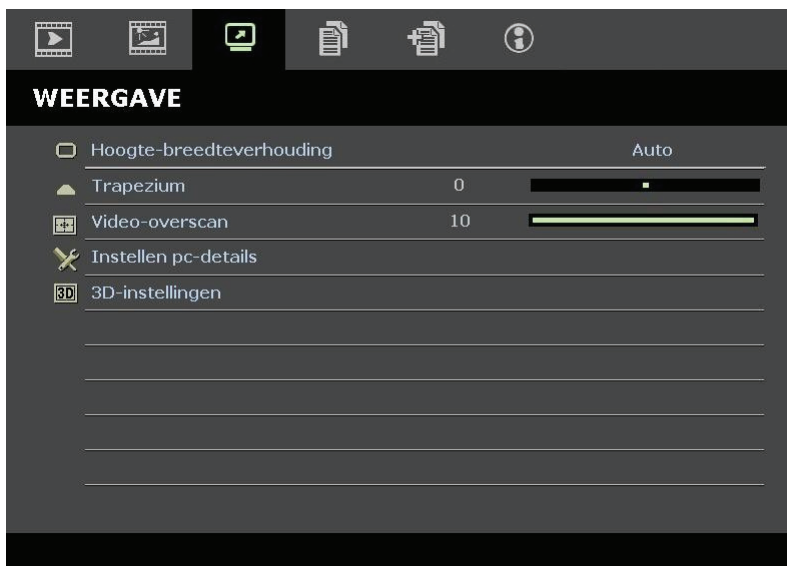 WEERGAVE
Hoogte-breedteverhouding Auto
Trapezium 0
Video-overscan 10
Instellen pc-details
3D 3D-instellingen